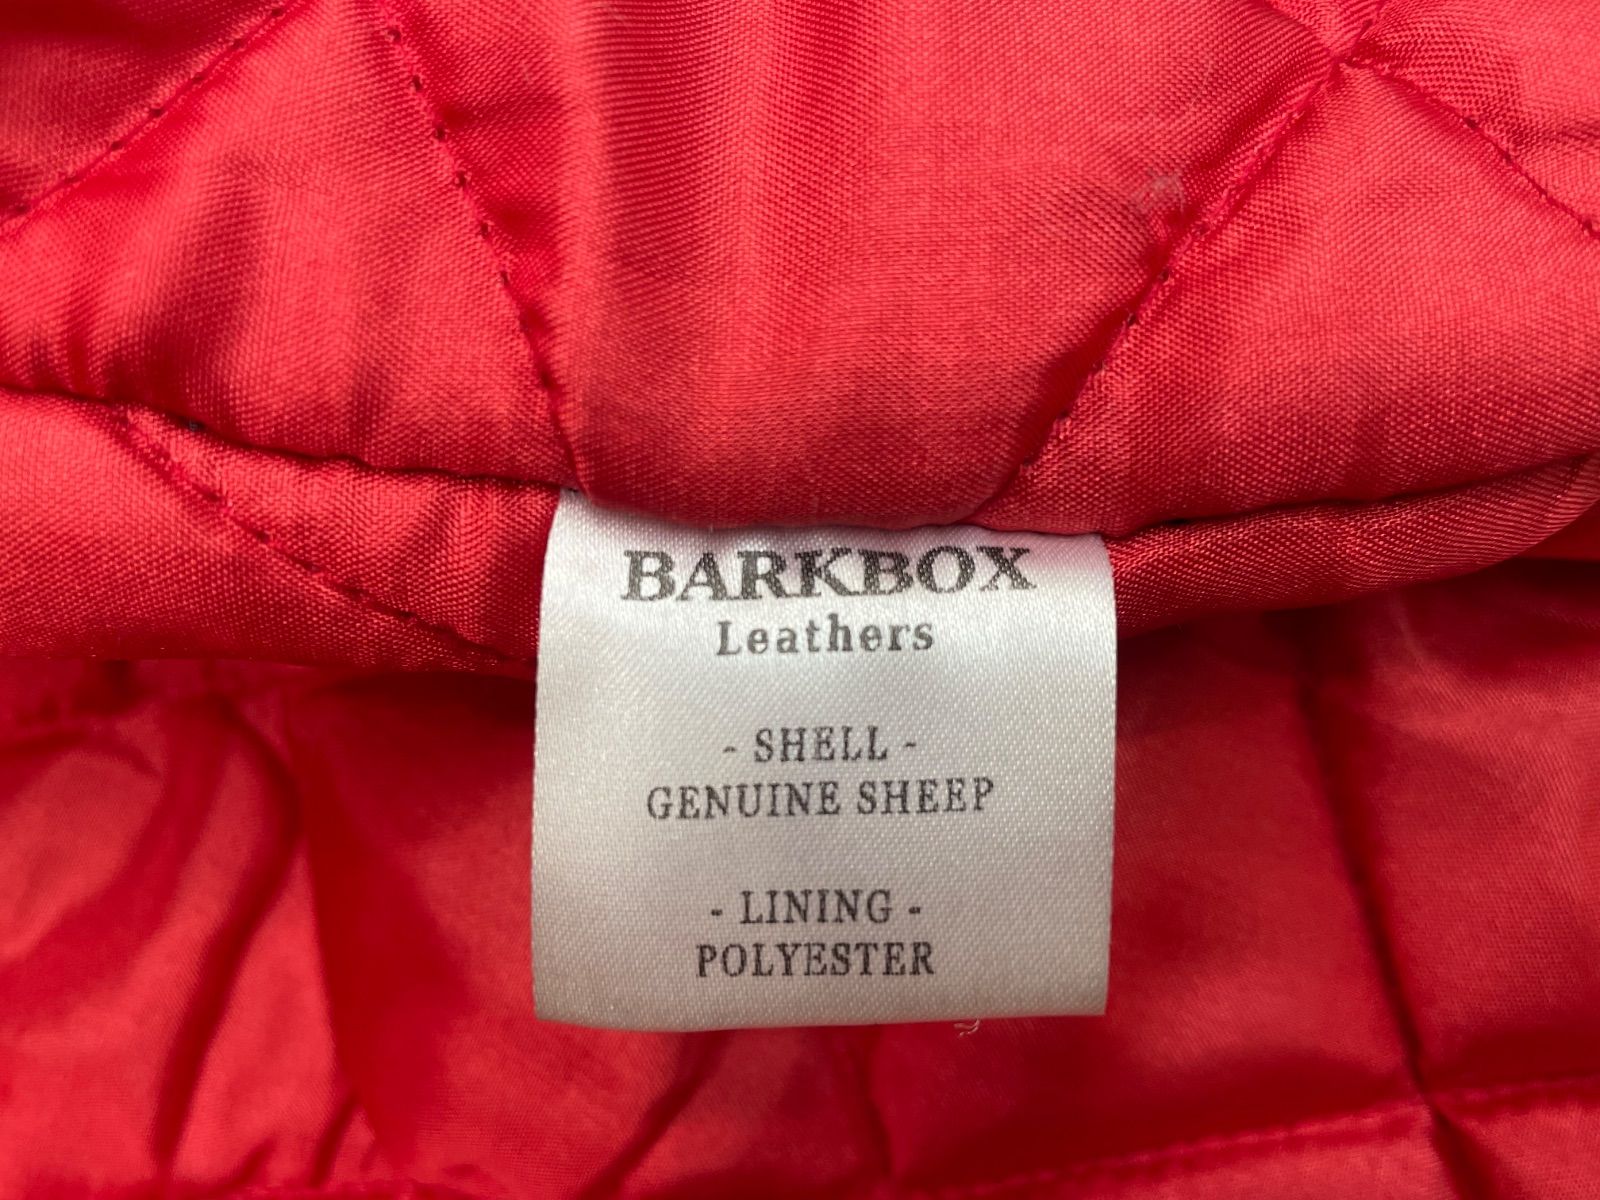 BARKBOX
Leathers
- SHELL -
GENUINE SHEEP
- LINING -
POLYESTER